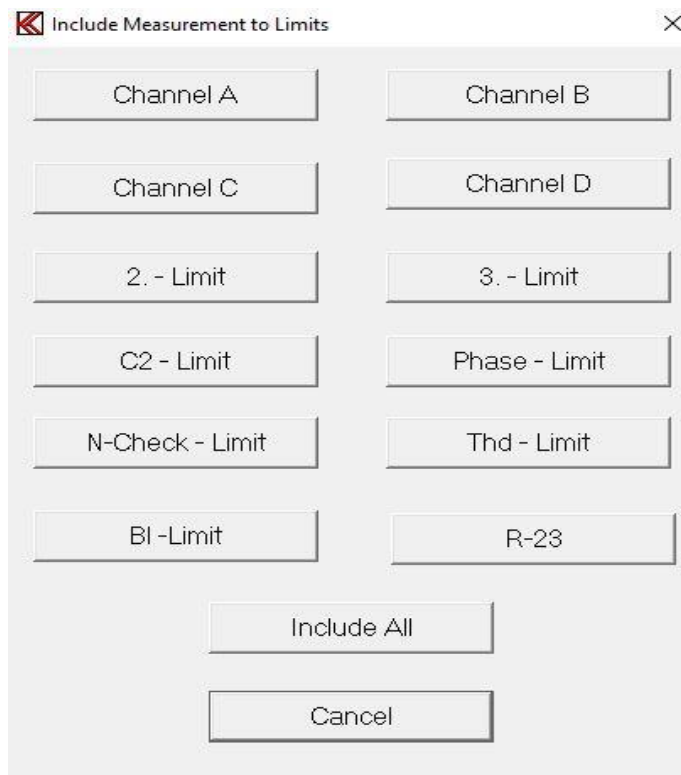 Include Measurement to Limits
Channel A
Channel B
Channel C
Channel D
2. - Limit
3. - Limit
C2 - Limit
Phase - Limit
N-Check - Limit
Thd - Limit
Bl -Limit
R-23
Include All
Cancel